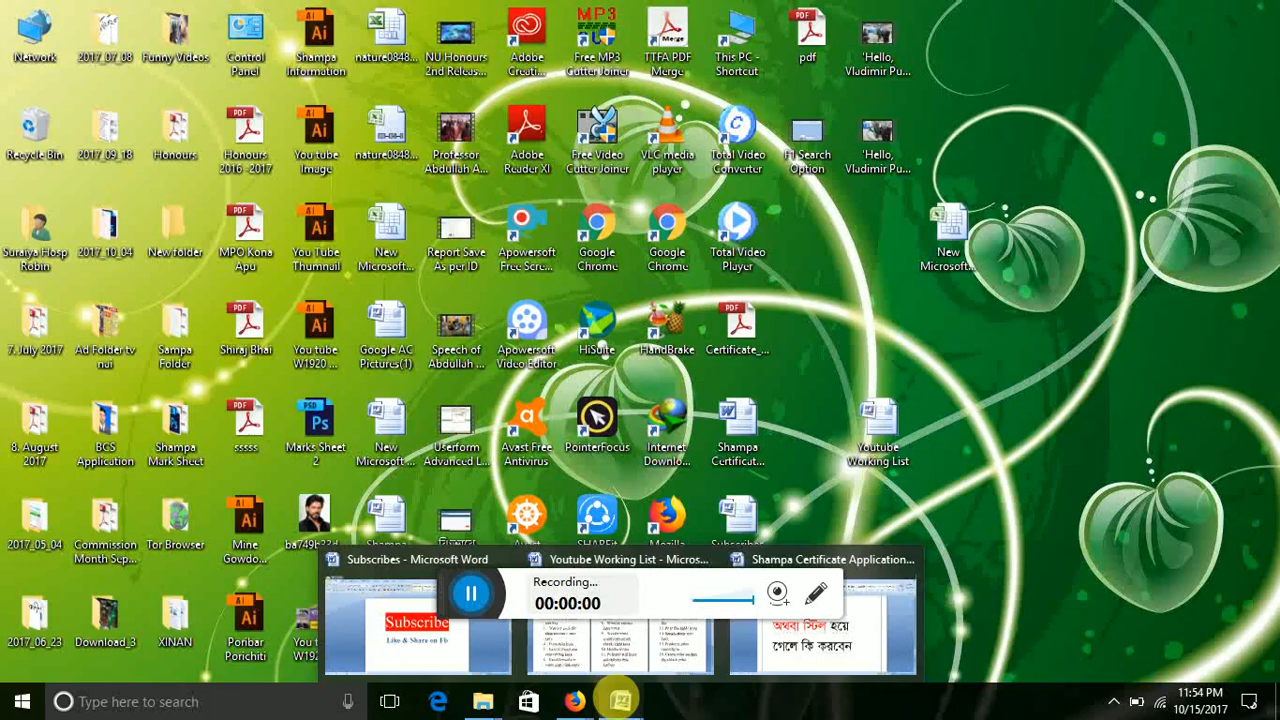 Network
2017_07_08
Funny Videos
Control
Panel
Shampa
Information
nature0848...
NU Honours
2nd Releas...
Adobe
Creati...
Free MP3
Cutter Joiner
TTFA PDF
Merge
This PC -
Shortcut
pdf
'Hello,
Vladimir Pu...
Recycle Bin
2017_09_18
Honours
Honours
2016 - 2017
You tube
Image
nature0848...
Professor
Abdullah A...
Adobe
Reader XI
Free Video
Cutter Joiner
VLC media
player
Total Video
Converter
F1 Search
Option
'Hello,
Vladimir Pu...
Suraiya Hosp
Robin
2017_10_04
New folder
MPO Kona
Apu
You Tube
Thumnail
New
Microsoft...
Report Save
As per ID
Apowersoft
Free Scre...
Google
Chrome
Google
Chrome
Total Video
Player
New
Microsoft...
7. July 2017
Ad Folder tv
nai
Sampa
Folder
Shiraj Bhai
You tube
W1920 ...
Google AC
Pictures(1)
Speech of
Abdullah ...
Apowersoft
Video Editor
HiSuite
HandBrake
Certificate_...
8. August
2017
BCS
Application
Shampa
Mark Sheet
sssss
Marks Sheet
2
New
Microsoft ...
Userform
Advanced L...
Avast Free
Antivirus
PointerFocus
Internet
Downlo...
Shampa
Certificat...
Youtube
Working List
2017_05_04
Commission
Month Sep...
Tor Browser
Mine
Gowdo...
SHAREit
Mozilla
Subscribes
2017_06_23
Download_3
XINAN
Ponbar
Porichiti
Subscribes - Microsoft Word
Youtube Working List - Micros...
Shampa Certificate Application...
Recording...
00:00:00
Subscribe
Like & Share on Fb
অথবা স্টিল হয়ে
গেলে কি করবেন
Type here to search
11:54 PM
10/15/2017